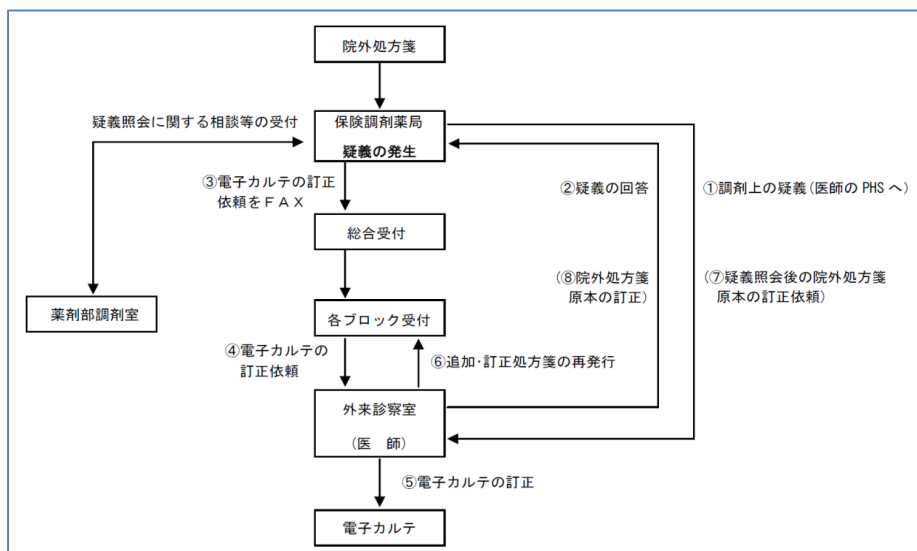 院外処方箋
疑義照会に関する相談等の受付
保険調剤薬局
疑義の発生
③電子カルテの訂正
依頼をＦＡＸ
②疑義の回答
①調剤上の疑義(医師の PHS へ)
総合受付
(⑧院外処方箋
原本の訂正)
(⑦疑義照会後の院外処方箋
原本の訂正依頼)
薬剤部調剤室
各ブロック受付
④電子カルテの
訂正依頼
⑥追加･訂正処方箋の再発行
外来診察室
(医　師)
⑤電子カルテの訂正
電子カルテ